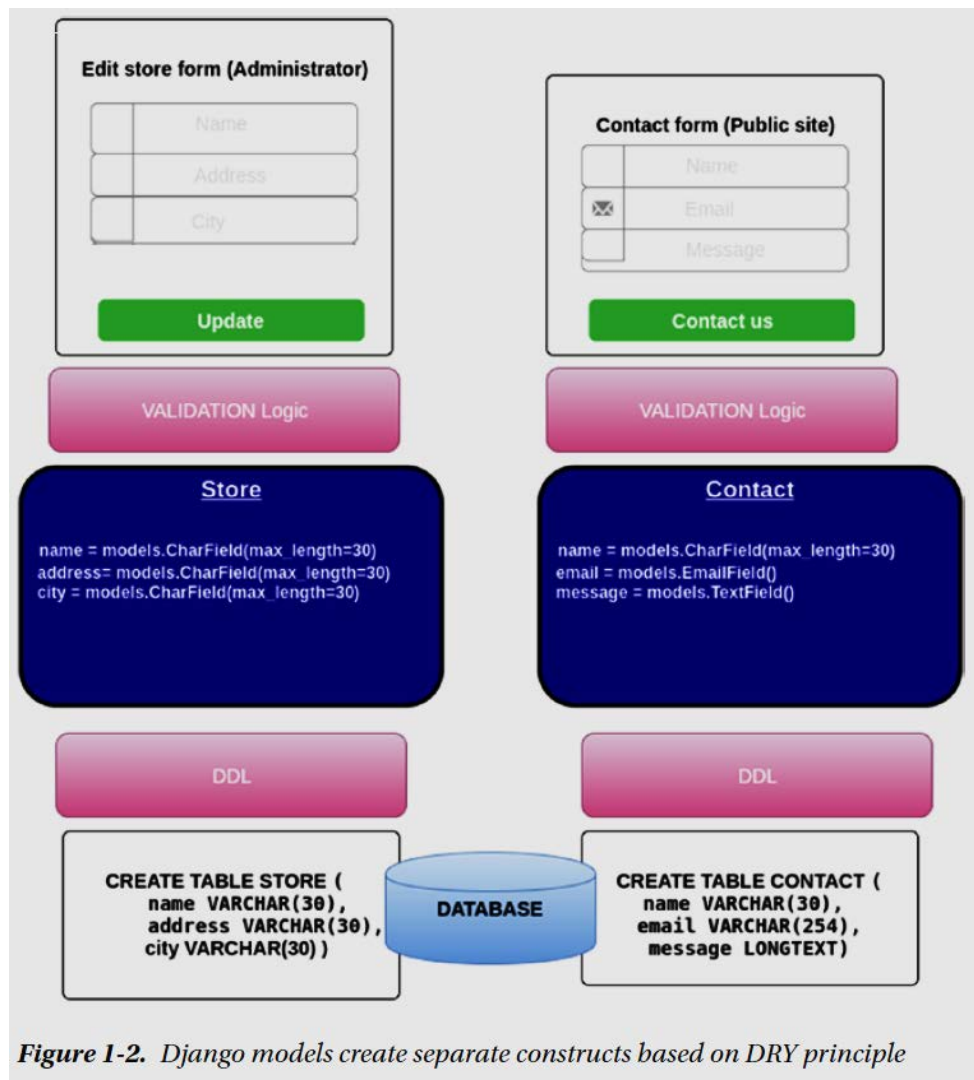 Edit store form (Administrator)
Name
Address
City
Update
VALIDATION Logic
Store
name = models.CharField(max_length=30)
address= models.CharField(max_length=30)
city = models.CharField(max_length=30)
DDL
CREATE TABLE STORE (
name VARCHAR(30),
address VARCHAR(30),
city VARCHAR(30) )
Contact form (Public site)
Name
Email
Message
Contact us
VALIDATION Logic
Contact
name = models.CharField(max_length=30)
email = models.EmailField()
message = models.TextField()
DDL
CREATE TABLE CONTACT (
name VARCHAR(30),
email VARCHAR(254),
message LONGTEXT)
DATABASE
Figure 1-2. Django models create separate constructs based on DRY principle